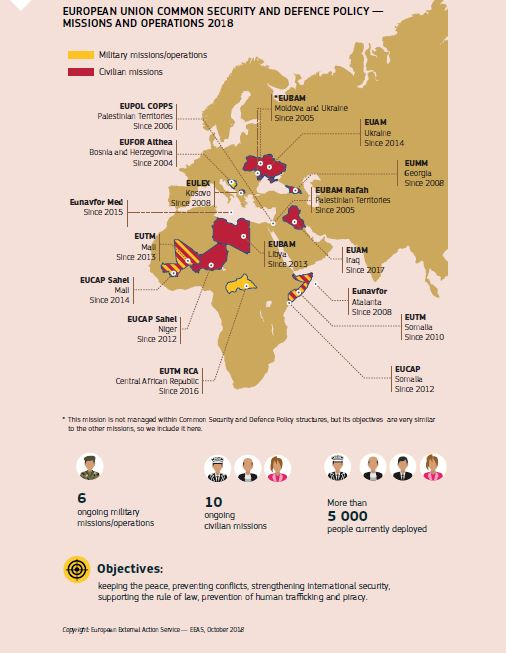 EUROPEAN UNION COMMON SECURITY AND DEFENCE POLICY —
MISSIONS AND OPERATIONS 2018
Military missions/operations
Civilian missions
EUPOL COPPS
Palestinian Territories
Since 2006
*EUBAM
Moldova and Ukraine
Since 2005
EUAM
Ukraine
Since 2014
EUFOR Althea
Bosnia and Herzegovina
Since 2004
EUMM
Georgia
Since 2008
EULEX
Kosovo
Since 2008
EUBAM Rafah
Palestinian Territories
Since 2005
Eunavfor Med
Since 2015
EUTM
Mali
Since 2013
EUBAM
Libya
Since 2013
EUAM
Iraq
Since 2017
EUCAP Sahel
Mali
Since 2014
Eunavfor
Atalanta
Since 2008
EUCAP Sahel
Niger
Since 2012
EUTM
Somalia
Since 2010
EUTM RCA
Central African Republic
Since 2016
EUCAP
Somalia
Since 2012
* This mission is not managed within Common Security and Defence Policy structures, but its objectives are very similar
to the other missions, so we include it here.
6
ongoing military
missions/operations
10
ongoing
civilian missions
More than
5 000
people currently deployed
Objectives:
keeping the peace, preventing conflicts, strengthening international security,
supporting the rule of law, prevention of human trafficking and piracy.
Copyright: European External Action Service — EEAS, October 2018